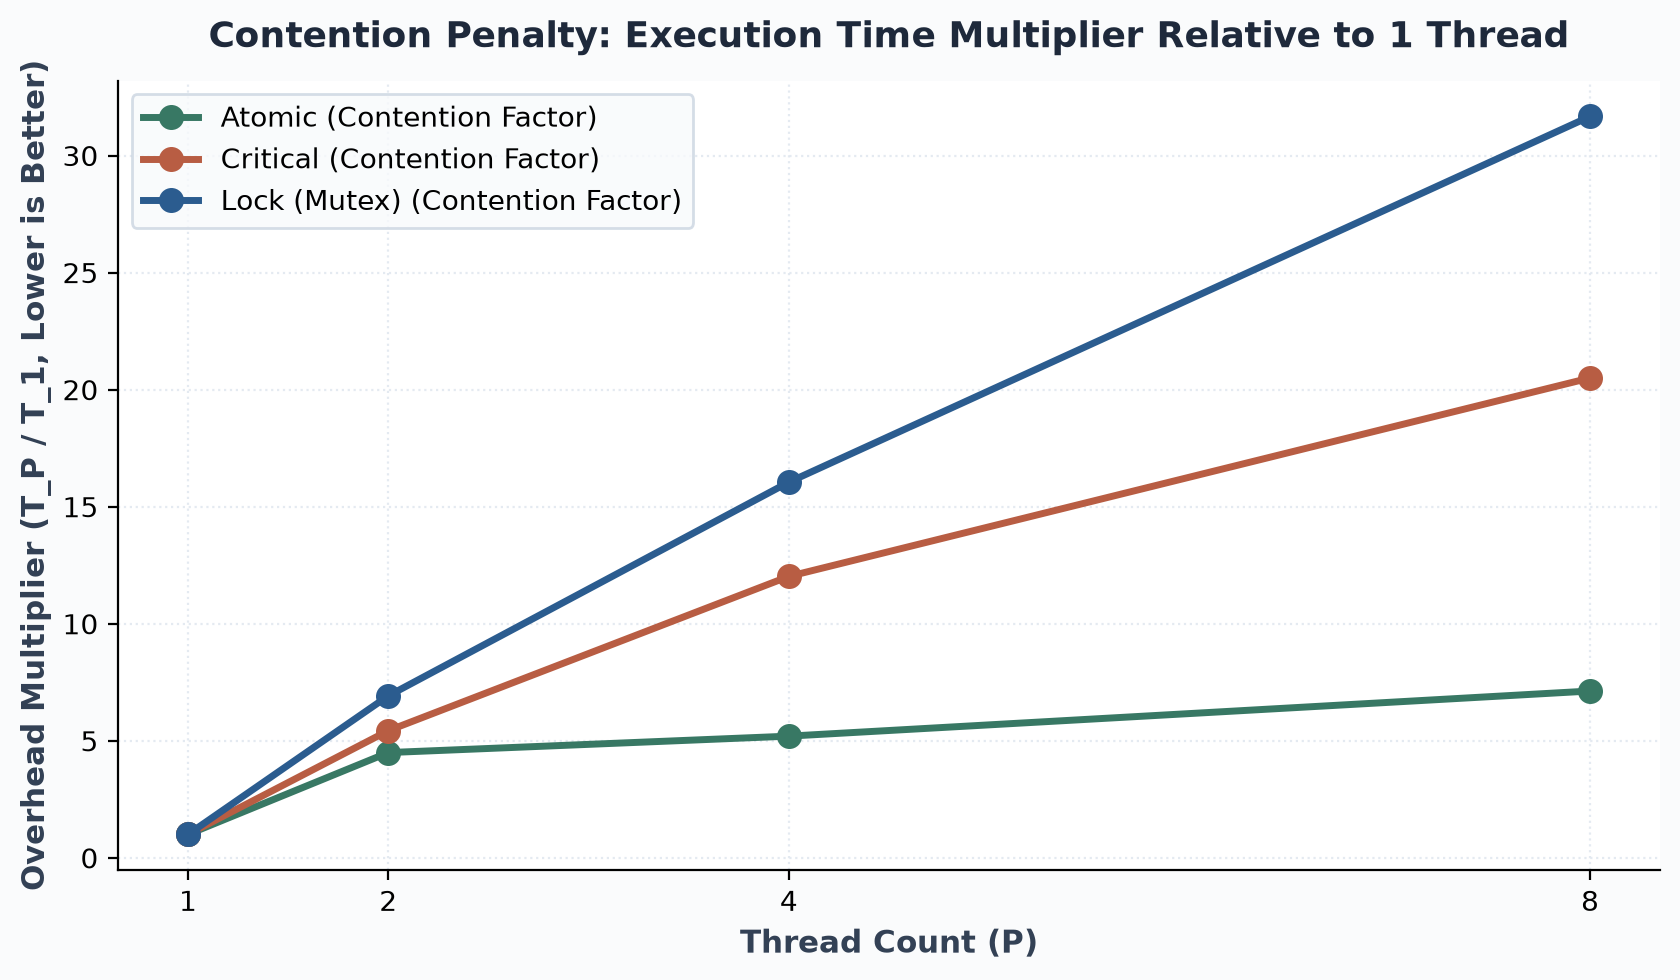 Contention Penalty: Execution Time Multiplier Relative to 1 Thread
Overhead Multiplier (T_P / T_1, Lower is Better)
Atomic (Contention Factor)
Critical (Contention Factor)
Lock (Mutex) (Contention Factor)
30
25
20
15
10
5
0
1 2 4 8
Thread Count (P)